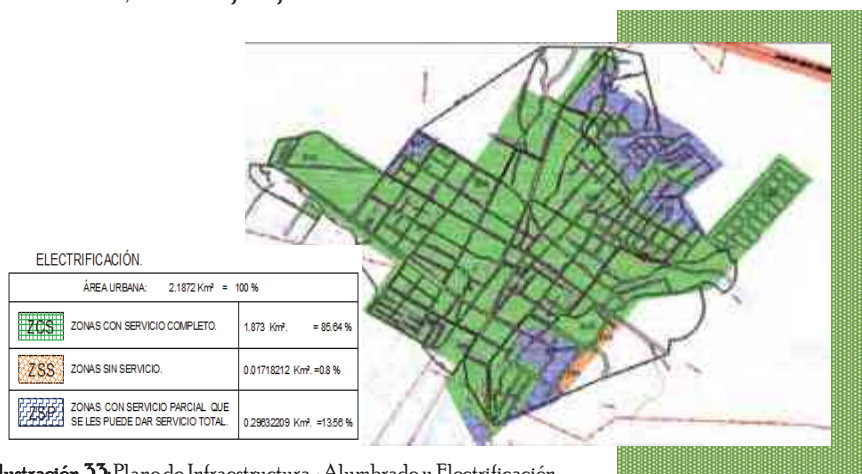 ELECTRIFICACIÓN.
ÁREA URBANA: 2.1872 Km² = 100 %
ZCS ZONAS CON SERVICIO COMPLETO. 1.873 Km². = 85.64 %
ZSS ZONAS SIN SERVICIO. 0.01718212 Km². =0.8 %
ZSP ZONAS CON SERVICIO PARCIAL QUE
SE LES PUEDE DAR SERVICIO TOTAL. 0.29632209 Km². =13.56 %
lustración 33: Plano de Infraestructura - Alumbrado y Electrificación